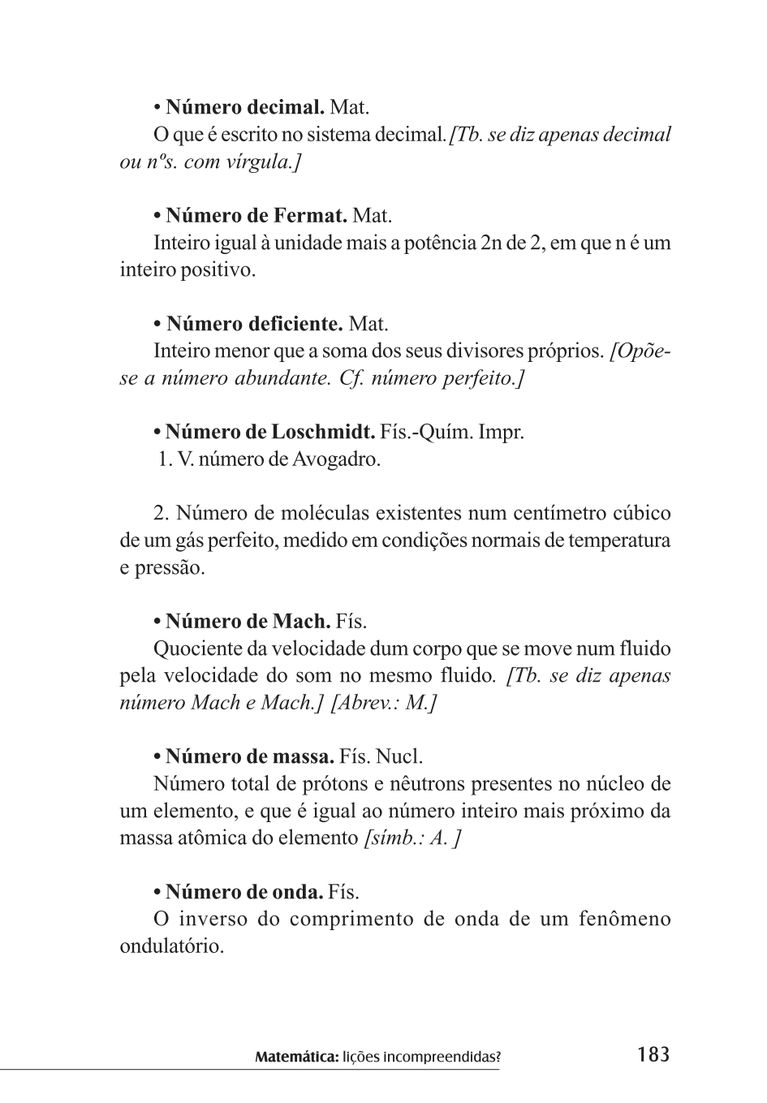 • Número decimal. Mat.
O que é escrito no sistema decimal.[Tb. se diz apenas decimal
ou nºs. com vírgula.]
• Número de Fermat. Mat.
Inteiro igual à unidade mais a potência 2n de 2, em que n é um
inteiro positivo.
• Número deficiente. Mat.
Inteiro menor que a soma dos seus divisores próprios. [Opõe-
se a número abundante. Cf. número perfeito.]
• Número de Loschmidt. Fís.-Quím. Impr.
1. V. número de Avogadro.
2. Número de moléculas existentes num centímetro cúbico
de um gás perfeito, medido em condições normais de temperatura
e pressão.
• Número de Mach. Fís.
Quociente da velocidade dum corpo que se move num fluido
pela velocidade do som no mesmo fluido. [Tb. se diz apenas
número Mach e Mach.] [Abrev.: M.]
• Número de massa. Fís. Nucl.
Número total de prótons e nêutrons presentes no núcleo de
um elemento, e que é igual ao número inteiro mais próximo da
massa atômica do elemento [símb.: A. ]
• Número de onda. Fís.
O inverso do comprimento de onda de um fenômeno
ondulatório.
Matemática: lições incompreendidas? 183